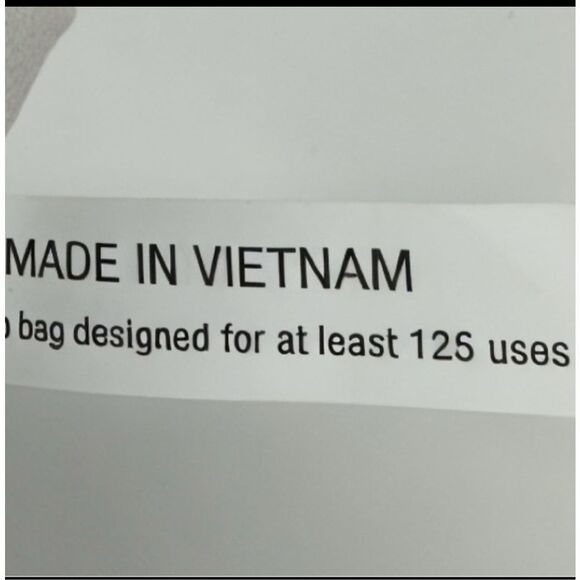 MADE IN VIETNAM
bag designed for at least 125 uses